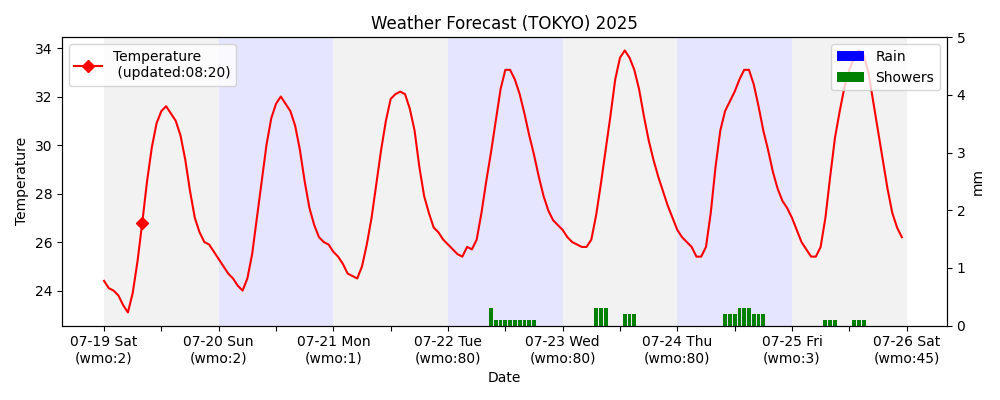 Weather Forecast (TOKYO) 2025
Temperature
(updated:08:20)
Rain
Showers
34
32
30
28
26
24
Temperature
5
4
3
2
1
0
mm
07-19 Sat
(wmo:2)
07-20 Sun
(wmo:2)
07-21 Mon
(wmo:1)
07-22 Tue
(wmo:80)
07-23 Wed
(wmo:80)
07-24 Thu
(wmo:80)
07-25 Fri
(wmo:3)
07-26 Sat
(wmo:45)
Date